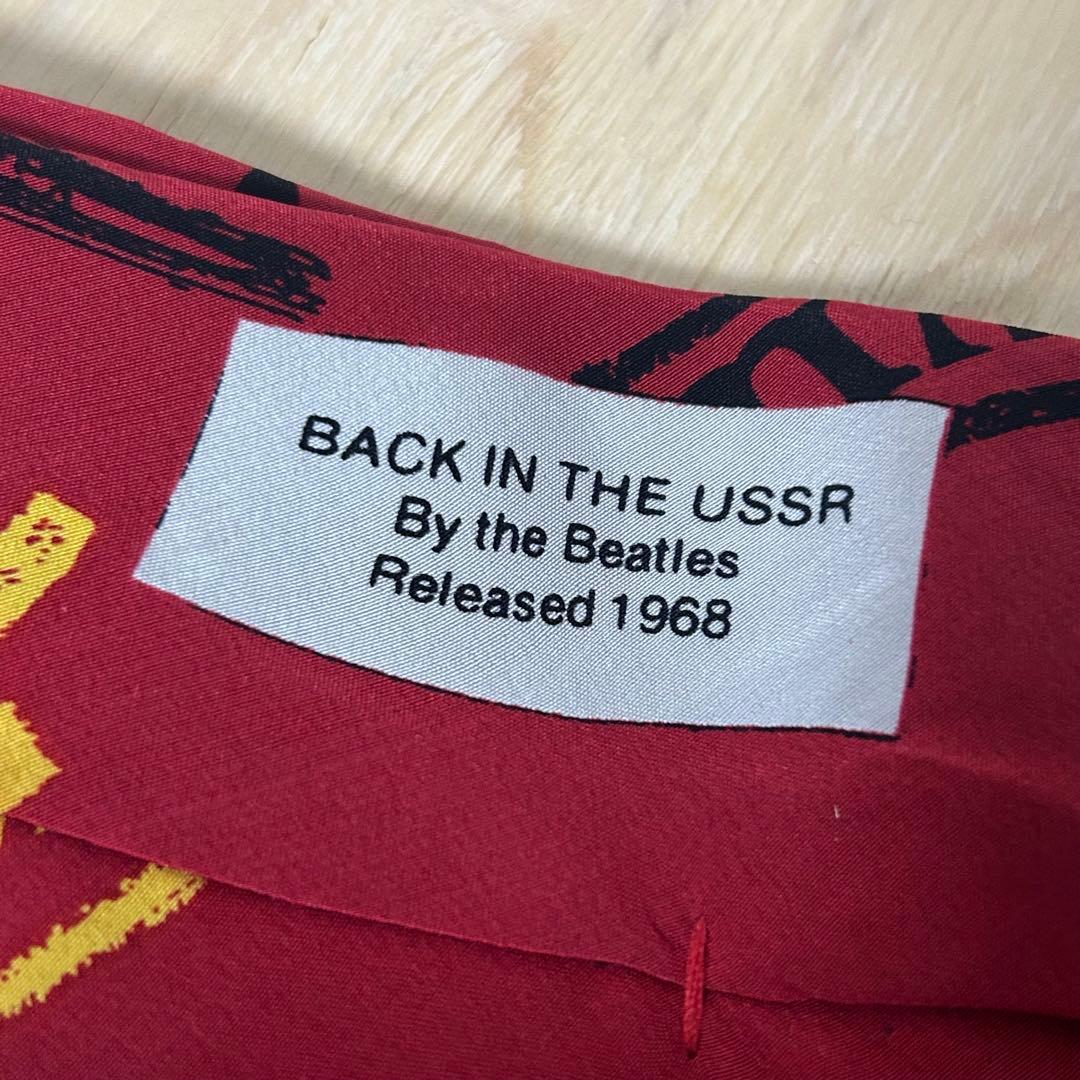 BACK IN THE USSR
By the Beatles
Released 1968